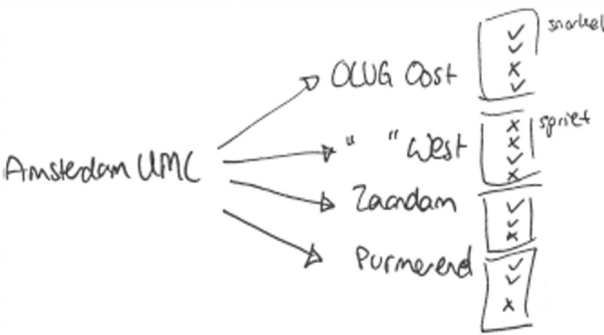 snorkel
✓
✓
OLVG Oost
x
✓
x
spriet
x
" " West
✓
x
Amsterdam UMC
Zaandam
✓
✓
x
Purmerend
✓
✓
x